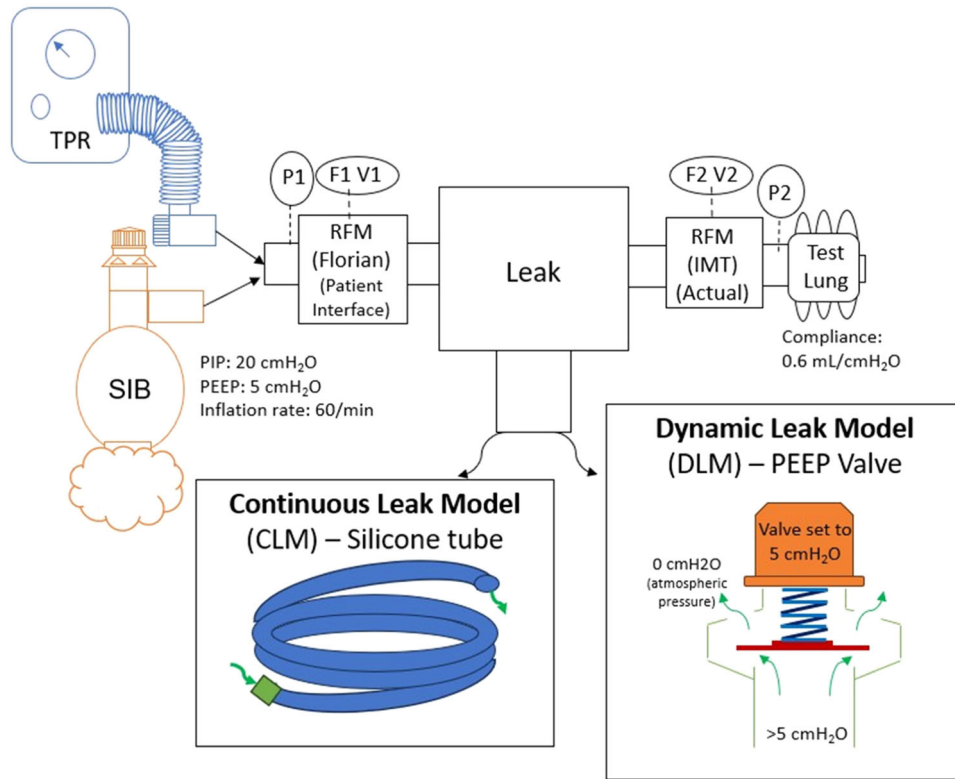 TPR
P1
F1 V1
RFM
(Florian)
(Patient
Interface)
Leak
F2 V2
P2
RFM
(IMT)
(Actual)
Test
Lung
Compliance:
0.6 mL/cmH₂O
SIB
PIP: 20 cmH₂O
PEEP: 5 cmH₂O
Inflation rate: 60/min
Continuous Leak Model
(CLM) – Silicone tube
Dynamic Leak Model
(DLM) – PEEP Valve
Valve set to
5 cmH₂O
0 cmH2O
(atmospheric
pressure)
>5 cmH₂O